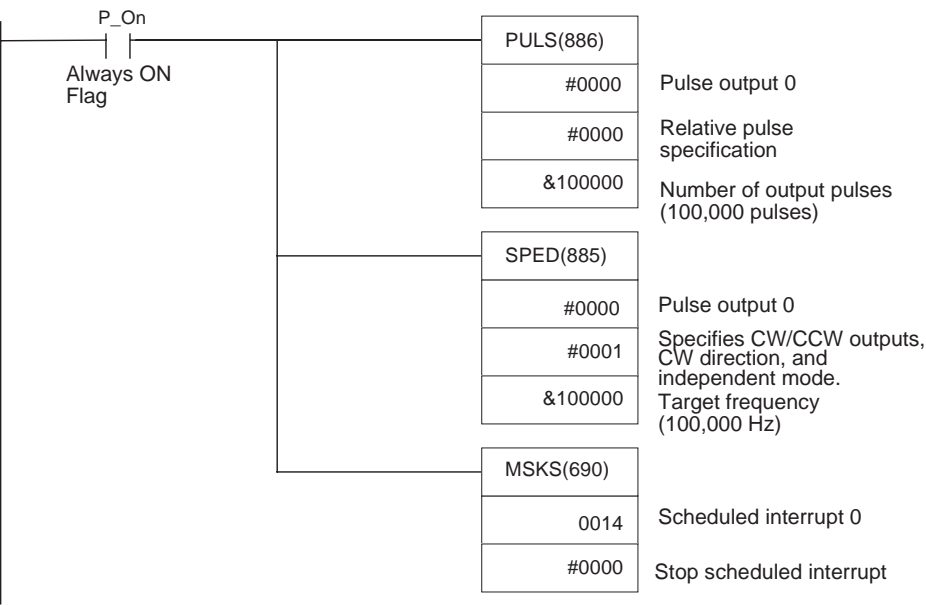 P_On
Always ON
Flag
PULS(886)
#0000 Pulse output 0
#0000 Relative pulse
specification
&100000 Number of output pulses
(100,000 pulses)
SPED(885)
#0000 Pulse output 0
#0001 Specifies CW/CCW outputs,
CW direction, and
independent mode.
&100000 Target frequency
(100,000 Hz)
MSKS(690)
0014 Scheduled interrupt 0
#0000 Stop scheduled interrupt